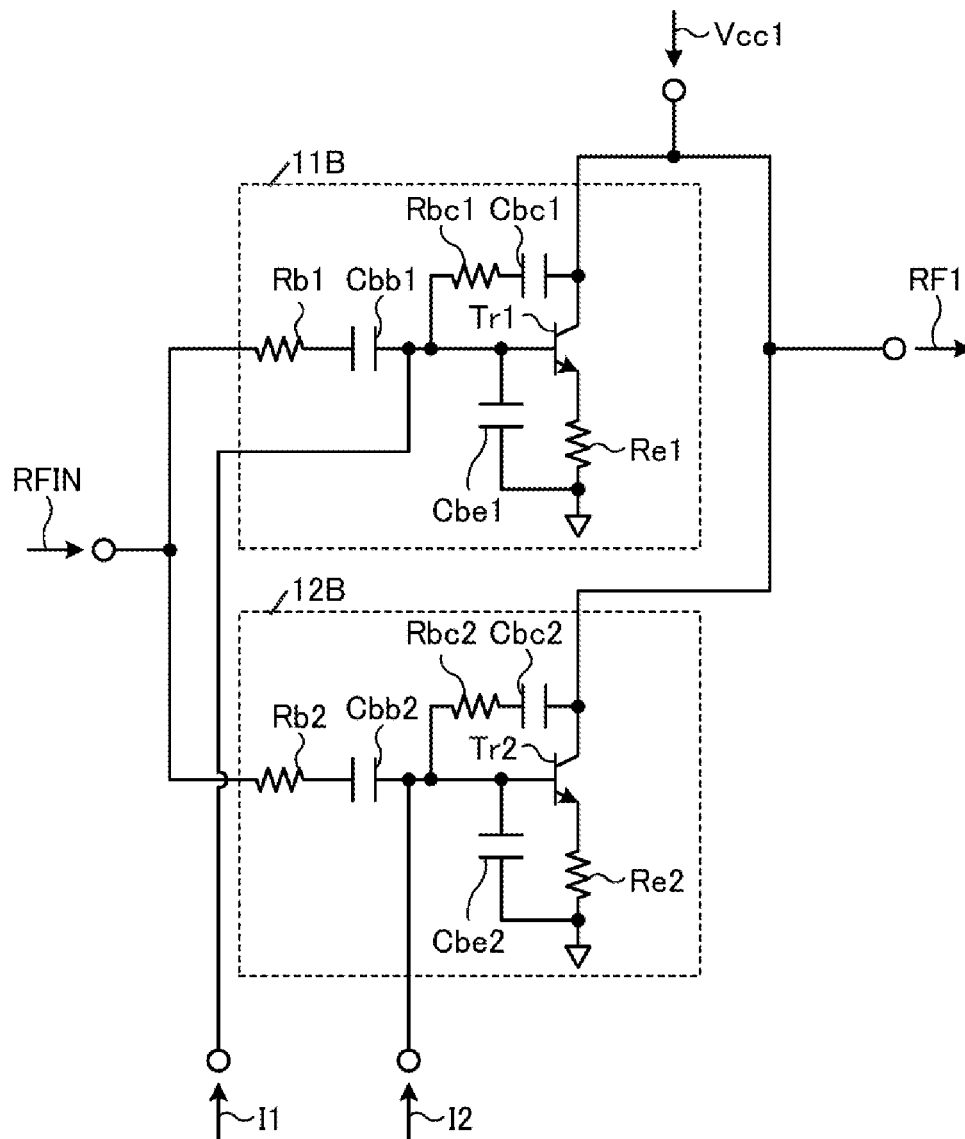 Vcc1
11B
Rbc1 Cbc1
Rb1 Cbb1
Tr1
RF1
Re1
Cbe1
RFIN
12B
Rbc2 Cbc2
Rb2 Cbb2
Tr2
Re2
Cbe2
I1
I2